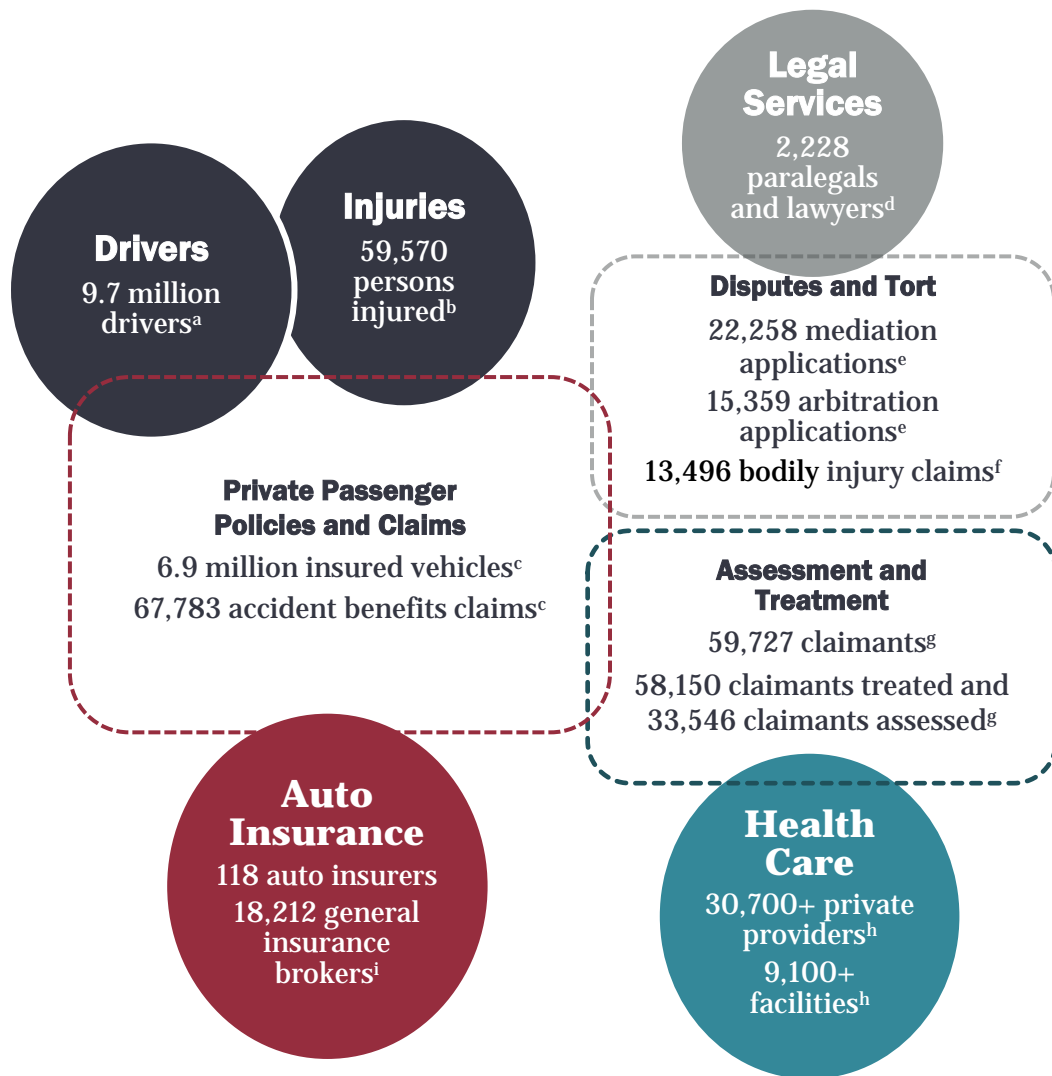 Legal
Services
2,228
paralegals
and lawyersᵈ
Injuries
59,570
persons
injuredᵇ
Drivers
9.7 million
driversᵃ
Disputes and Tort
22,258 mediation
applicationsᵉ
15,359 arbitration
applicationsᵉ
13,496 bodily injury claimsᶠ
Private Passenger
Policies and Claims
6.9 million insured vehiclesᶜ
67,783 accident benefits claimsᶜ
Assessment and
Treatment
59,727 claimantsᵍ
58,150 claimants treated and
33,546 claimants assessedᵍ
Auto
Insurance
118 auto insurers
18,212 general
insurance
brokersⁱ
Health
Care
30,700+ private
providersʰ
9,100+
facilitiesʰ